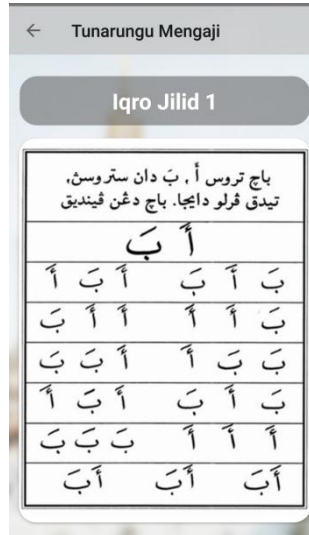 Tunarungu Mengaji
Iqro Jilid 1
باچ تروس أَ , بَ دان ستروسڽ,
تيدق ڤرلو دايجا. باچ دڠن ڤينديق
أَ بَ
بَ أَ بَ أَ بَ أَ
بَ أَ أَ أَ أَ بَ
بَ بَ أَ أَ بَ بَ
بَ أَ بَ أَ بَ أَ
أَ أَ أَ بَ بَ بَ
أَبَ أَبَ أَبَ